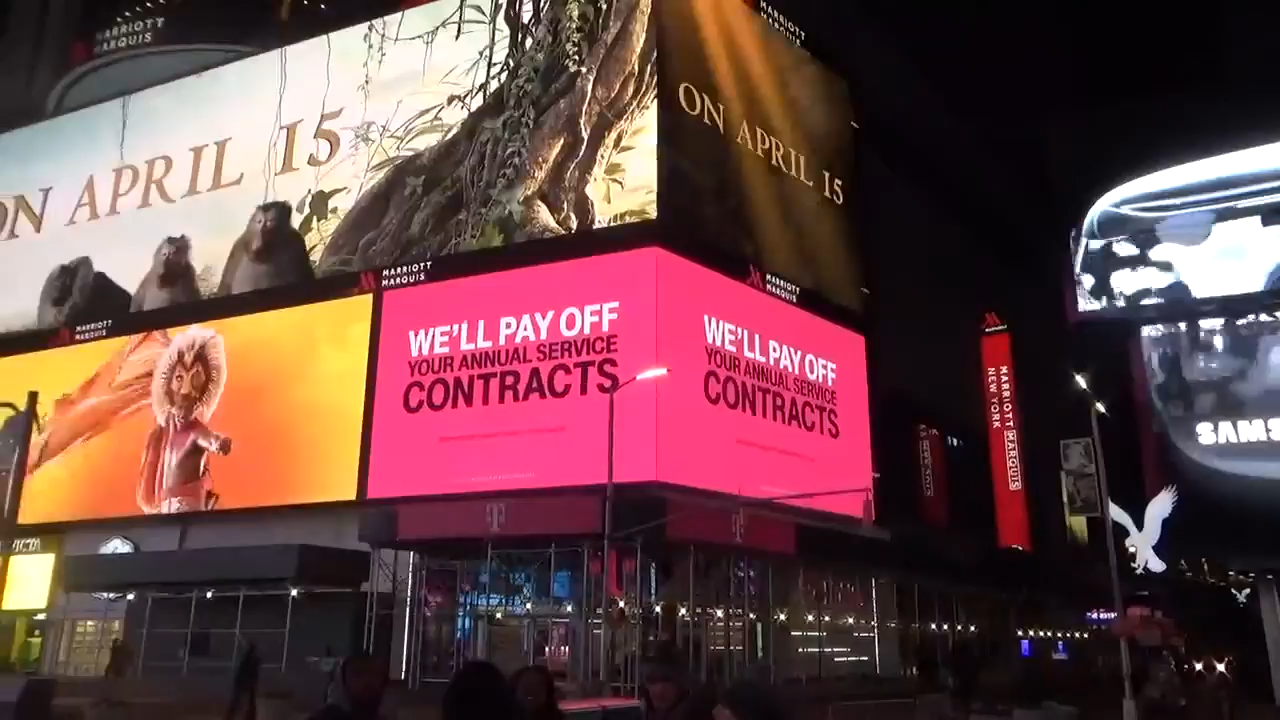 MARRIOTT
MARQUIS
MARRIOTT
MARQUIS
ON APRIL 15
ON APRIL 15
MARRIOTT
MARQUIS
MARRIOTT
MARQUIS
MARRIOTT
MARQUIS
WE'LL PAY OFF
YOUR ANNUAL SERVICE
CONTRACTS
WE'LL PAY OFF
YOUR ANNUAL SERVICE
CONTRACTS
MARRIOTT MARQUIS
NEW YORK
SAMS
T
T